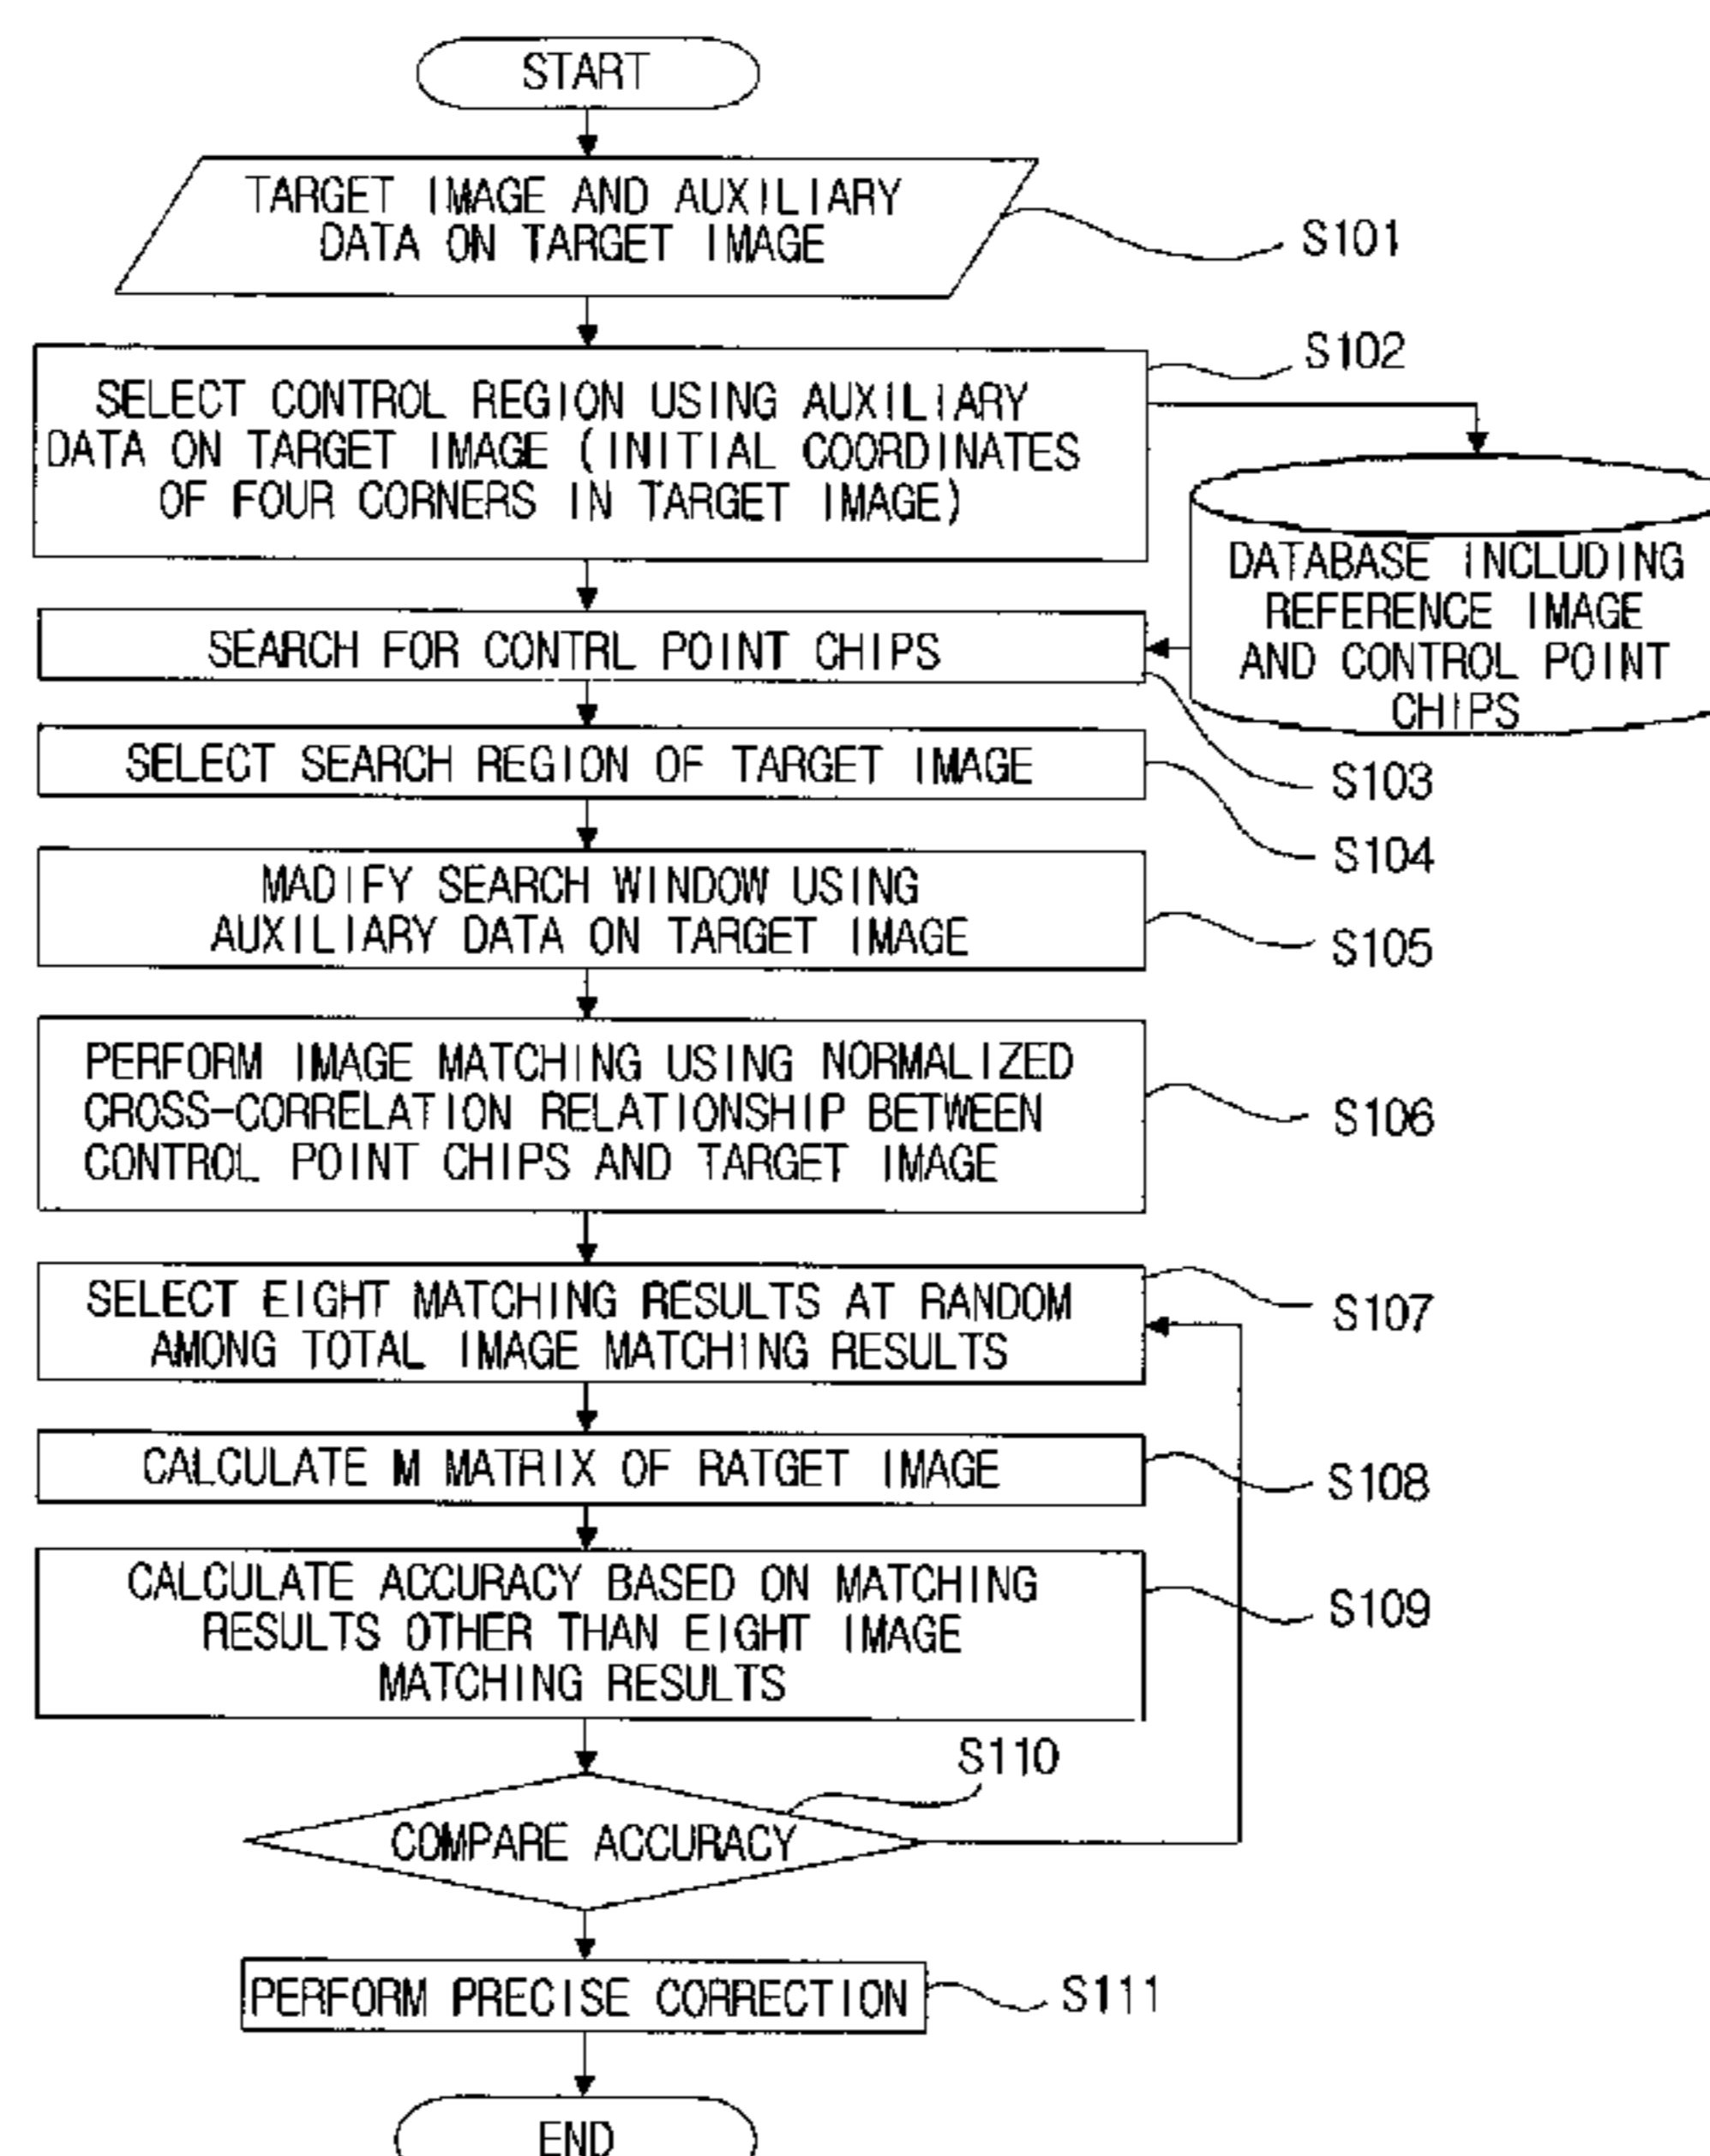 START
TARGET IMAGE AND AUXILIARY
DATA ON TARGET IMAGE
S101
S102
SELECT CONTROL REGION USING AUXILIARY
DATA ON TARGET IMAGE (INITIAL COORDINATES
OF FOUR CORNERS IN TARGET IMAGE)
DATABASE INCLUDING
REFERENCE IMAGE
AND CONTROL POINT
CHIPS
SEARCH FOR CONTRL POINT CHIPS
S103
SELECT SEARCH REGION OF TARGET IMAGE
S104
MADIFY SEARCH WINDOW USING
AUXILIARY DATA ON TARGET IMAGE
S105
PERFORM IMAGE MATCHING USING NORMALIZED
CROSS-CORRELATION RELATIONSHIP BETWEEN
CONTROL POINT CHIPS AND TARGET IMAGE
S106
SELECT EIGHT MATCHING RESULTS AT RANDOM
AMONG TOTAL IMAGE MATCHING RESULTS
S107
CALCULATE M MATRIX OF RATGET IMAGE
S108
CALCULATE ACCURACY BASED ON MATCHING
RESULTS OTHER THAN EIGHT IMAGE
MATCHING RESULTS
S109
S110
COMPARE ACCURACY
PERFORM PRECISE CORRECTION
S111
END